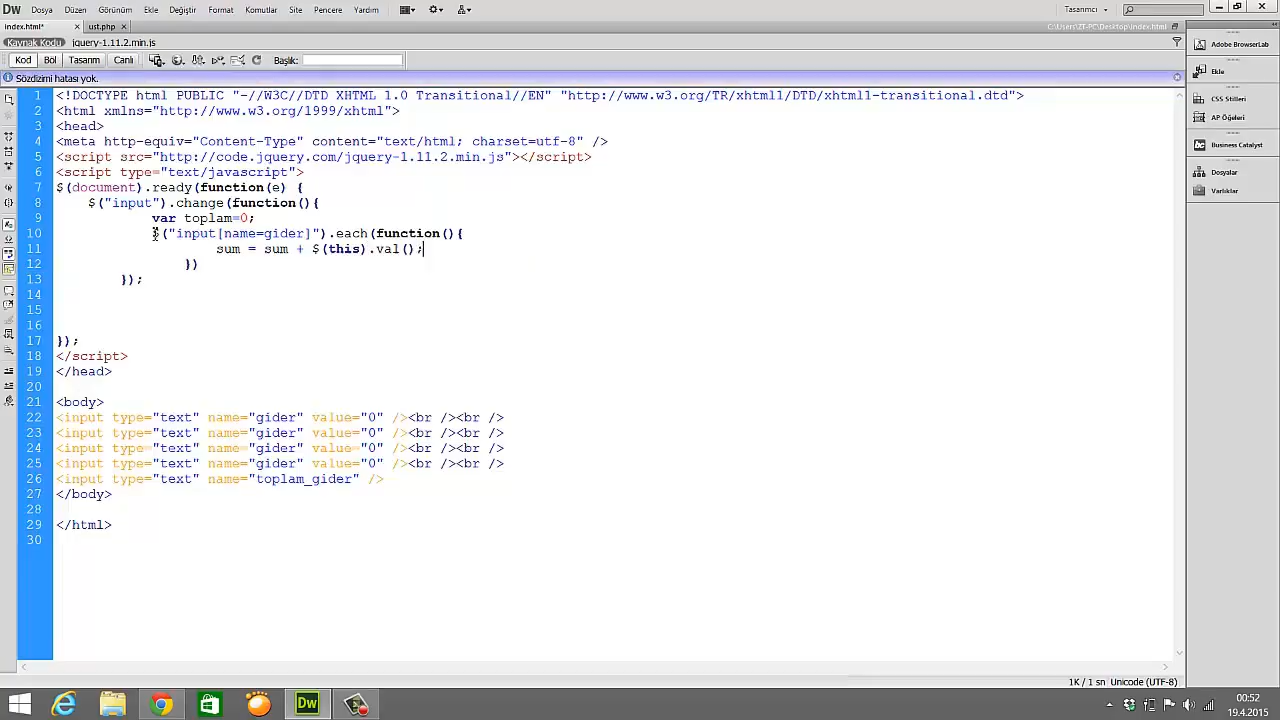 Dw Dosya Düzen Görünüm Ekle Değiştir Format Komutlar Site Pencere Yardım Tasarımcı
index.html* × ust.php × C:\Users\ZT-PC\Desktop\index.html
Kaynak Kodu jquery-1.11.2.min.js
Kod Böl Tasarım Canlı Başlık:
Sözdizimi hatası yok.
1 <!DOCTYPE html PUBLIC "-//W3C//DTD XHTML 1.0 Transitional//EN" "http://www.w3.org/TR/xhtml1/DTD/xhtml1-transitional.dtd">
2 <html xmlns="http://www.w3.org/1999/xhtml">
3 <head>
4 <meta http-equiv="Content-Type" content="text/html; charset=utf-8" />
5 <script src="http://code.jquery.com/jquery-1.11.2.min.js"></script>
6 <script type="text/javascript">
7 $(document).ready(function(e) {
8 $("input").change(function(){
9 var toplam=0;
10 $("input[name=gider]").each(function(){
11 sum = sum + $(this).val();
12 })
13 });
14
15
16
17 });
18 </script>
19 </head>
20
21 <body>
22 <input type="text" name="gider" value="0" /><br /><br />
23 <input type="text" name="gider" value="0" /><br /><br />
24 <input type="text" name="gider" value="0" /><br /><br />
25 <input type="text" name="gider" value="0" /><br /><br />
26 <input type="text" name="toplam_gider" />
27 </body>
28
29 </html>
30
Adobe BrowserLab
Ekle
CSS Stilleri
AP Öğeleri
Business Catalyst
Dosyalar
Varlıklar
1K / 1 sn Unicode (UTF-8)
Dw
00:52
19.4.2015